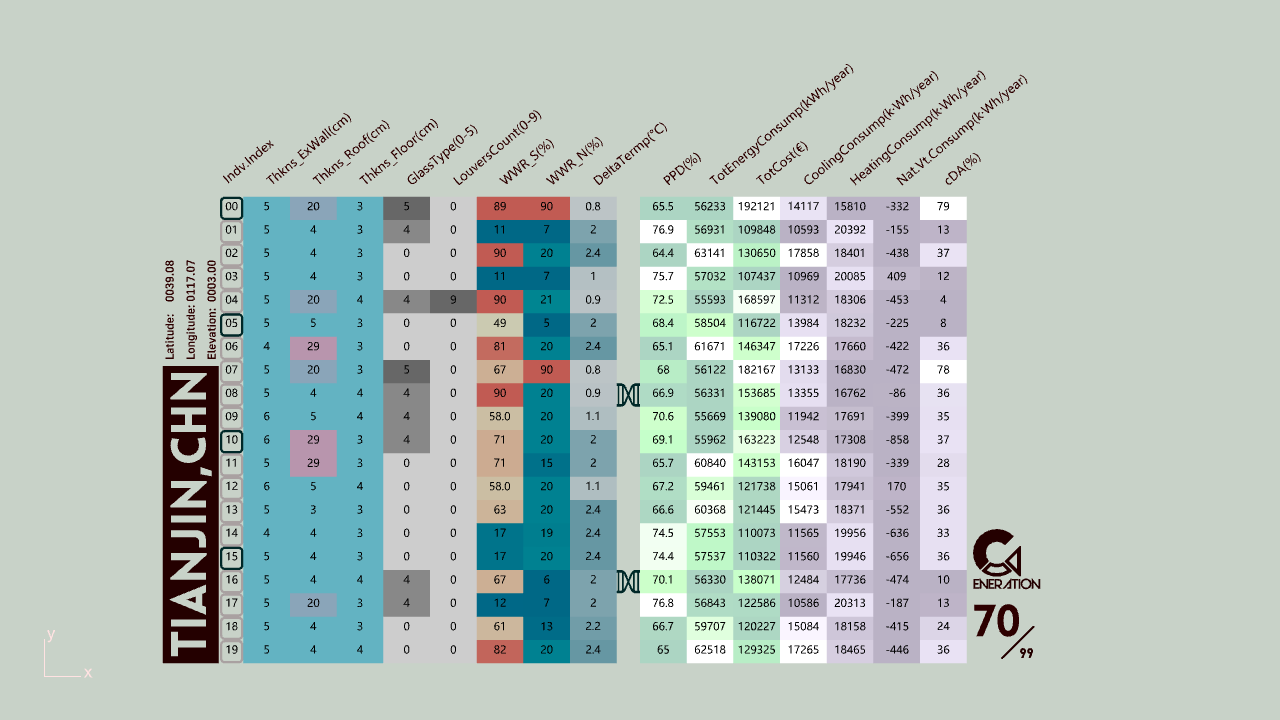 Indv.Index Thkns_ExWall(cm) Thkns_Roof(cm) Thkns_Floor(cm) GlassType(0-5) LouversCount(0-9) WWR_S(%) WWR_N(%) DeltaTermp(°C) PPD(%) TotEnergyConsump(kWh/year) TotCost(€) CoolingConsump(k·Wh/year) HeatingConsump(k·Wh/year) Nat.Vt.Consump(k·Wh/year) cDA(%)
00 5 20 3 5 0 89 90 0.8 65.5 56233 192121 14117 15810 -332 79
01 5 4 3 4 0 11 7 2 76.9 56931 109848 10593 20392 -155 13
02 5 4 3 0 0 90 20 2.4 64.4 63141 130650 17858 18401 -438 37
03 5 4 3 0 0 11 7 1 75.7 57032 107437 10969 20085 409 12
04 5 20 4 4 9 90 21 0.9 72.5 55593 168597 11312 18306 -453 4
05 5 5 3 0 0 49 5 2 68.4 58504 116722 13984 18232 -225 8
06 4 29 3 0 0 81 20 2.4 65.1 61671 146347 17226 17660 -422 36
07 5 20 3 5 0 67 90 0.8 68 56122 182167 13133 16830 -472 78
08 5 4 4 4 0 90 20 0.9 66.9 56331 153685 13355 16762 -86 36
09 6 5 4 4 0 58.0 20 1.1 70.6 55669 139080 11942 17691 -399 35
10 6 29 3 4 0 71 20 2 69.1 55962 163223 12548 17308 -858 37
11 5 29 3 0 0 71 15 2 65.7 60840 143153 16047 18190 -339 28
12 6 5 4 0 0 58.0 20 1.1 67.2 59461 121738 15061 17941 170 35
13 5 3 3 0 0 63 20 2.4 66.6 60368 121445 15473 18371 -552 36
14 4 4 3 0 0 17 19 2.4 74.5 57553 110073 11565 19956 -636 33
15 5 4 3 0 0 17 20 2.4 74.4 57537 110322 11560 19946 -656 36
16 5 4 4 4 0 67 6 2 70.1 56330 138071 12484 17736 -474 10
17 5 20 3 4 0 12 7 2 76.8 56843 122586 10586 20313 -187 13
18 5 4 3 0 0 61 13 2.2 66.7 59707 120227 15084 18158 -415 24
19 5 4 4 0 0 82 20 2.4 65 62518 129325 17265 18465 -446 36
Latitude: 0039.08
Longitude: 0117.07
Elevation: 0003.00
TIANJIN,CHN
GENERATION
70/99
y
x